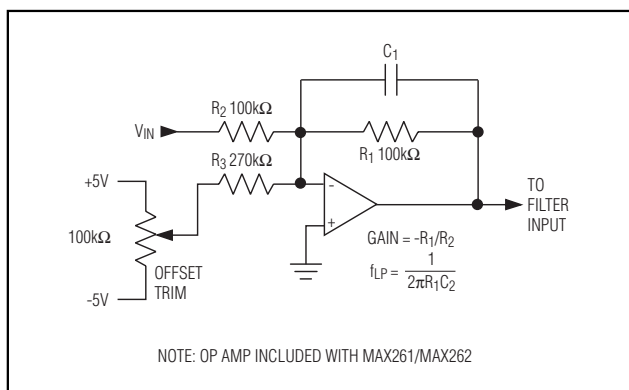 C1
R2 100kΩ
VIN
R1 100kΩ
R3 270kΩ
+5V
-
TO
FILTER
INPUT
100kΩ
+
GAIN = -R1/R2
OFFSET
TRIM
fLP = 1
2πR1C2
-5V
NOTE: OP AMP INCLUDED WITH MAX261/MAX262